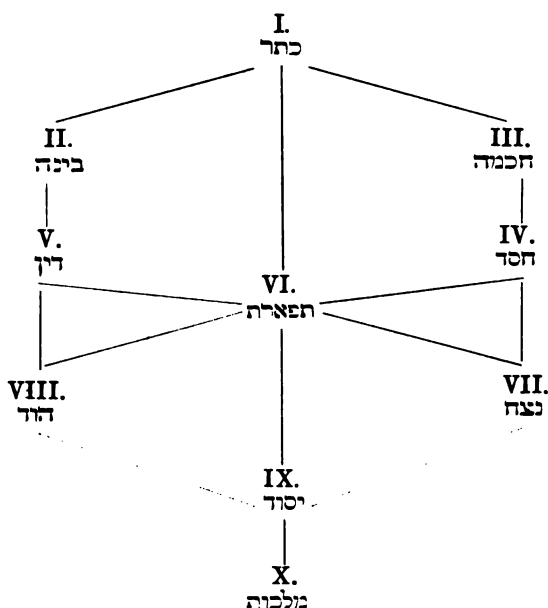 I.
כתר
II.
בינה
III.
חכמה
V.
דין
IV.
חסד
VI.
תפארת
VIII.
הוד
VII.
נצח
IX.
יסוד
X.
מלכות